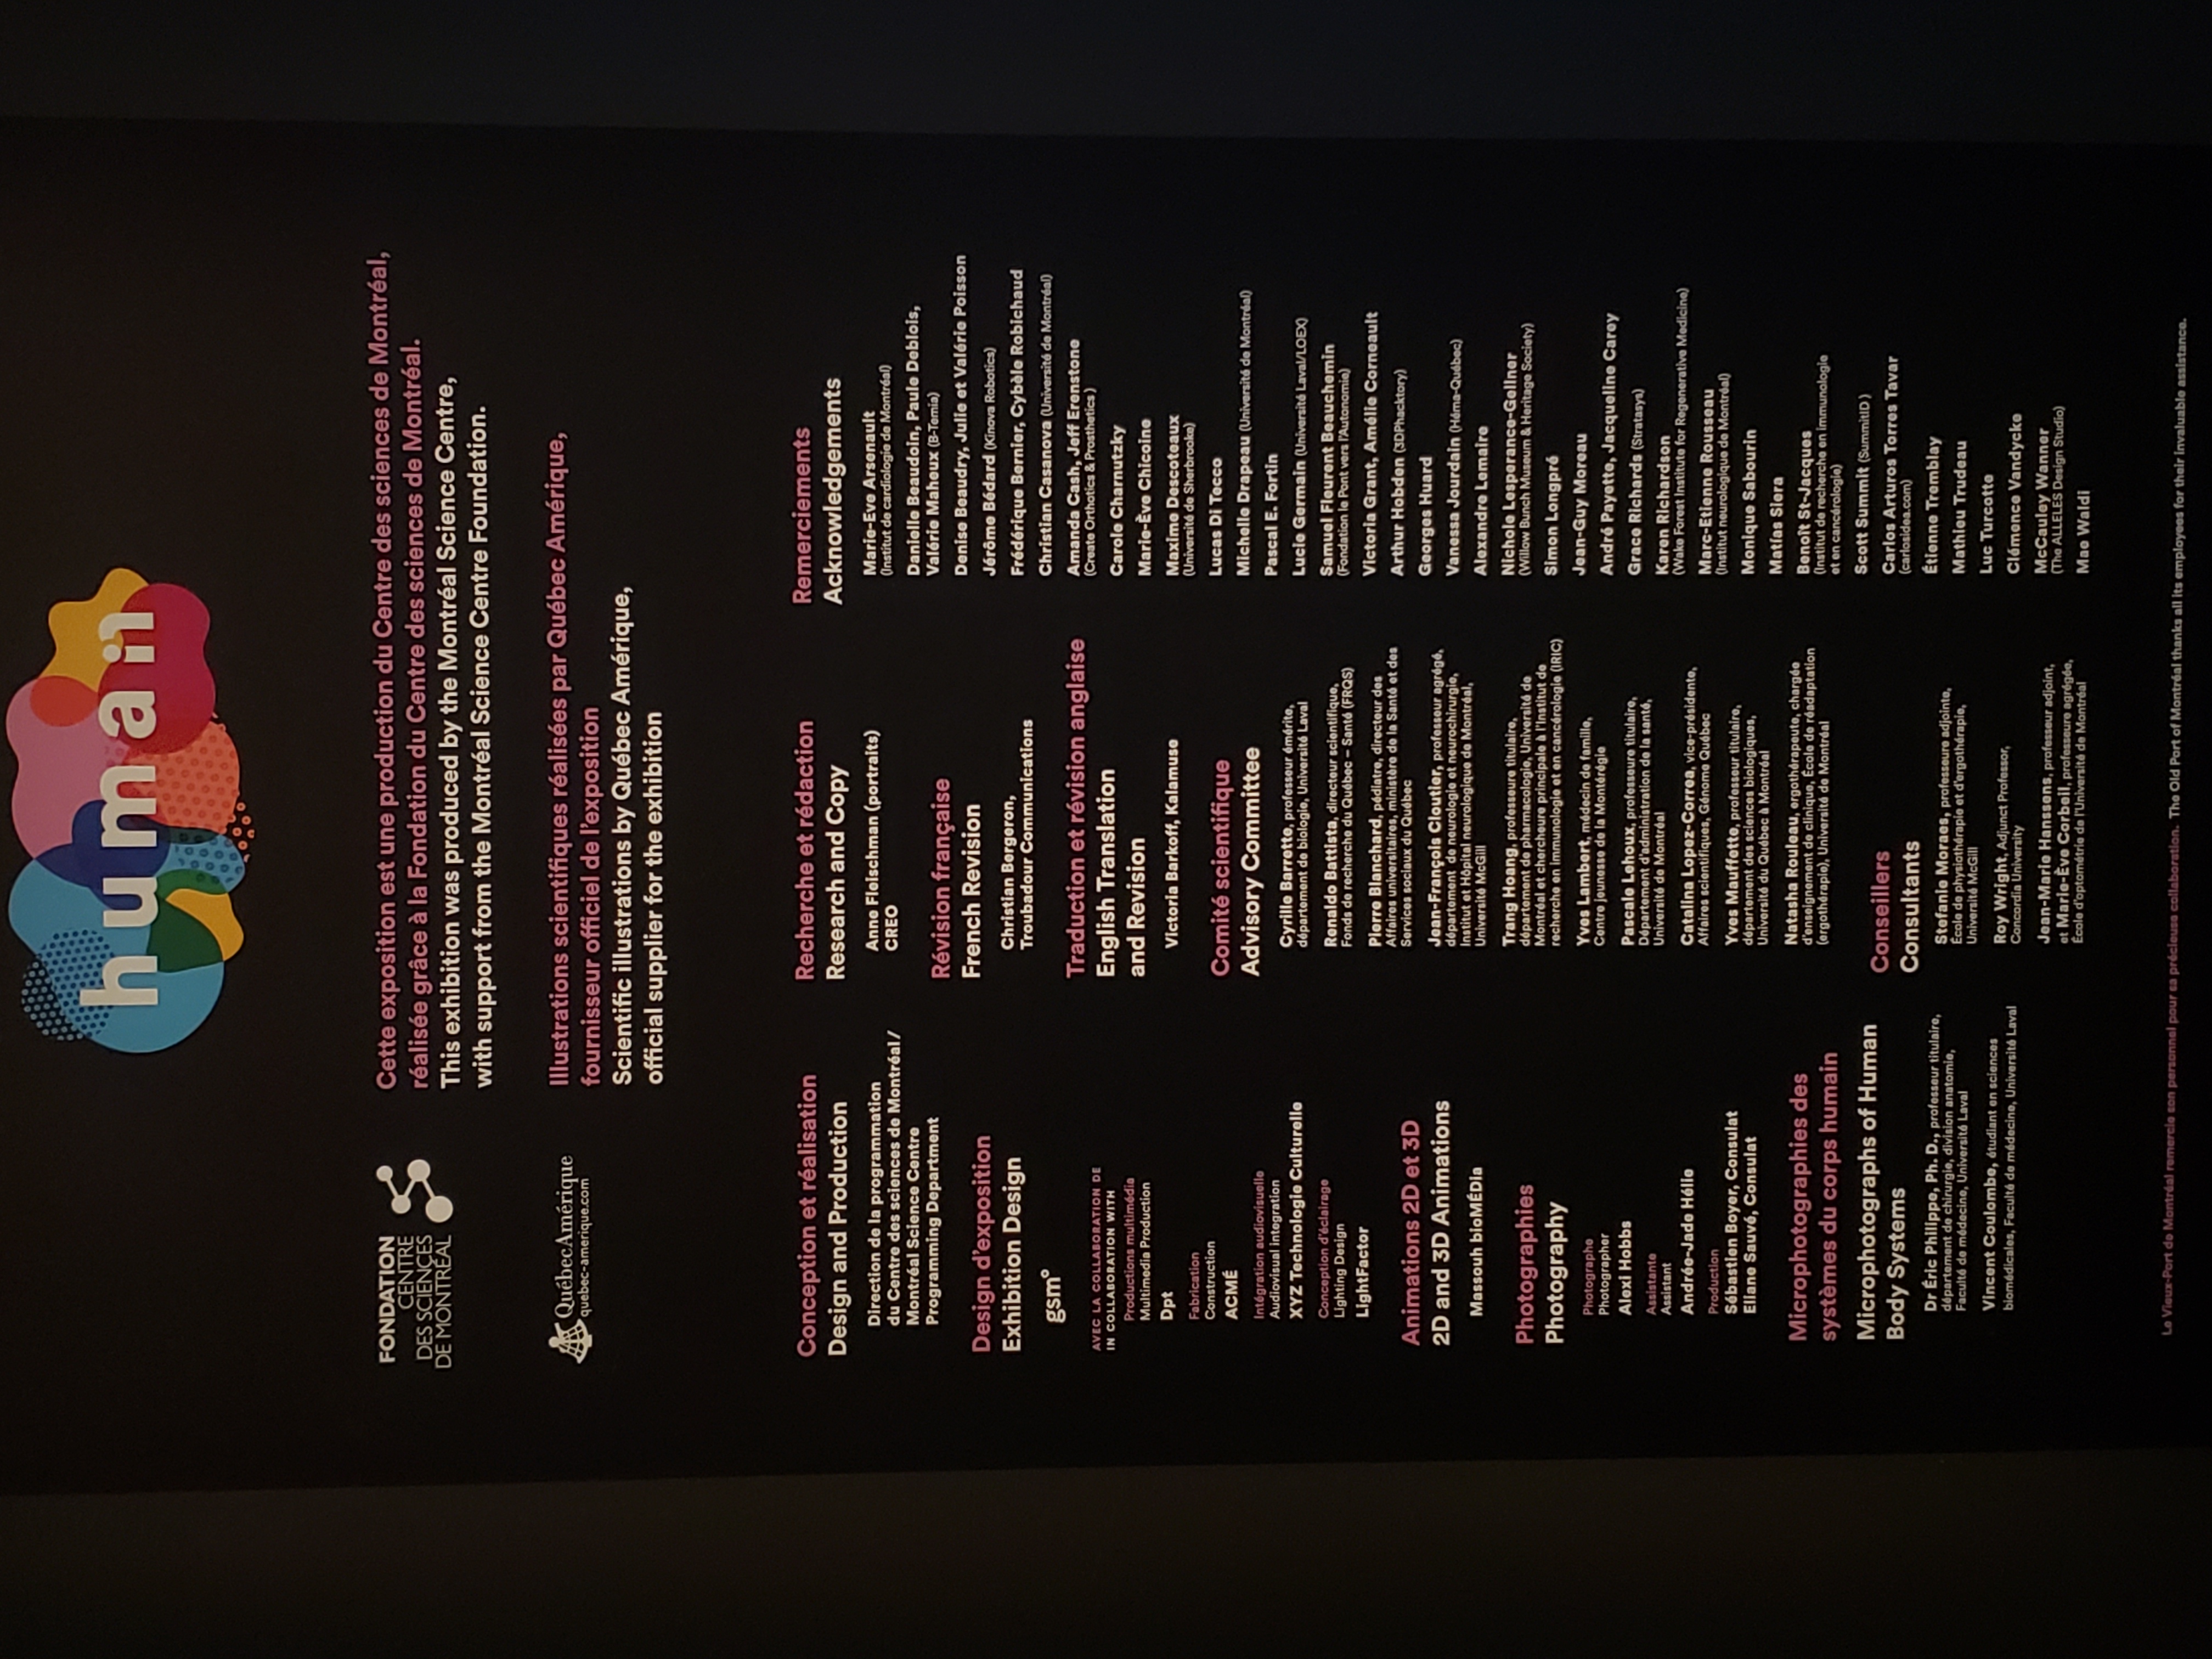 human
FONDATION
CENTRE
DES SCIENCES
DE MONTRÉAL
Cette exposition est une production du Centre des sciences de Montréal,
réalisée grâce à la Fondation du Centre des sciences de Montréal.
This exhibition was produced by the Montréal Science Centre,
with support from the Montréal Science Centre Foundation.
QuébecAmérique
quebec-amerique.com
Illustrations scientifiques réalisées par Québec Amérique,
fournisseur officiel de l'exposition
Scientific illustrations by Québec Amérique,
official supplier for the exhibition
Conception et réalisation
Design and Production
Direction de la programmation
du Centre des sciences de Montréal/
Montréal Science Centre
Programming Department
Design d'exposition
Exhibition Design
gsm°
AVEC LA COLLABORATION DE
IN COLLABORATION WITH
Productions multimédia
Multimedia Production
Dpt
Fabrication
Construction
ACMÉ
Intégration audiovisuelle
Audiovisual integration
XYZ Technologie Culturelle
Conception d'éclairage
Lighting Design
LightFactor
Animations 2D et 3D
2D and 3D Animations
Massouh bioMÉDia
Photographies
Photography
Photographe
Photographer
Alexi Hobbs
Assistante
Assistant
Andrée-Jade Hélie
Production
Sébastien Boyer, Consulat
Eliane Sauvé, Consulat
Microphotographies des
systèmes du corps humain
Microphotographs of Human
Body Systems
Dr Éric Philippe, Ph. D., professeur titulaire,
département de chirurgie, division anatomie,
Faculté de médecine, Université Laval
Vincent Coulombe, étudiant en sciences
biomédicales, Faculté de médecine, Université Laval
Recherche et rédaction
Research and Copy
Anne Fleischman (portraits)
CREO
Révision française
French Revision
Christian Bergeron,
Troubadour Communications
Traduction et révision anglaise
English Translation
and Revision
Victoria Barkoff, Kalamuse
Comité scientifique
Advisory Committee
Cyrille Barrette, professeur émérite,
département de biologie, Université Laval
Renaldo Battista, directeur scientifique,
Fonds de recherche du Québec – Santé (FRQS)
Pierre Blanchard, pédiatre, directeur des
Affaires universitaires, ministère de la Santé et des
Services sociaux du Québec
Jean-François Cloutier, professeur agrégé,
département de neurologie et neurochirurgie,
Institut et Hôpital neurologique de Montréal,
Université McGill
Trang Hoang, professeure titulaire,
département de pharmacologie, Université de
Montréal et chercheure principale à l'Institut de
recherche en immunologie et en cancérologie (IRIC)
Yves Lambert, médecin de famille,
Centre jeunesse de la Montérégie
Pascale Lehoux, professeure titulaire,
Département d'administration de la santé,
Université de Montréal
Catalina Lopez-Correa, vice-présidente,
Affaires scientifiques, Génome Québec
Yves Mauffette, professeur titulaire,
département des sciences biologiques,
Université du Québec à Montréal
Natasha Rouleau, ergothérapeute, chargée
d'enseignement de clinique, École de réadaptation
(ergothérapie), Université de Montréal
Conseillers
Consultants
Stefanie Moraes, professeure adjointe,
École de physiothérapie et d'ergothérapie,
Université McGill
Roy Wright, Adjunct Professor,
Concordia University
Jean-Marie Hanssens, professeur adjoint,
et Marie-Ève Corbeil, professeure agrégée,
École d'optométrie de l'Université de Montréal
Remerciements
Acknowledgements
Marie-Eve Arsenault
(Institut de cardiologie de Montréal)
Danielle Beaudoin, Paule Deblois,
Valérie Maheux (B-Temia)
Denise Beaudry, Julie et Valérie Poisson
Jérôme Bédard (Kinova Robotics)
Frédérique Bernier, Cybèle Robichaud
Christian Casanova (Université de Montréal)
Amanda Cash, Jeff Erenstone
(Create Orthotics & Prosthetics )
Carole Charnutzky
Marie-Ève Chicoine
Maxime Descoteaux
(Université de Sherbrooke)
Lucas Di Tecco
Michelle Drapeau (Université de Montréal)
Pascal E. Fortin
Lucie Germain (Université Laval/LOEX)
Samuel Fleurent Beauchemin
(Fondation le Pont vers l'Autonomie)
Victoria Grant, Amélie Corneault
Arthur Hobden (3DPhacktory)
Georges Huard
Vanessa Jourdain (Héma-Québec)
Alexandre Lemaire
Nichole Lesperance-Gellner
(Willow Bunch Museum & Heritage Society)
Simon Longpré
Jean-Guy Moreau
André Payette, Jacqueline Carey
Grace Richards (Stratasys)
Karen Richardson
(Wake Forest Institute for Regenerative Medicine)
Marc-Etienne Rousseau
(Institut neurologique de Montréal)
Monique Sabourin
Matías Siera
Benoît St-Jacques
(Institut de recherche en immunologie
et en cancérologie)
Scott Summit (SummitID )
Carlos Arturos Torres Tavar
(carlosidea.com)
Étienne Tremblay
Mathieu Trudeau
Luc Turcotte
Clémence Vandycke
McCauley Wanner
(The ALLELES Design Studio)
Mae Waldi
Le Vieux-Port de Montréal remercie son personnel pour sa précieuse collaboration. The Old Port of Montréal thanks all its employees for their invaluable assistance.